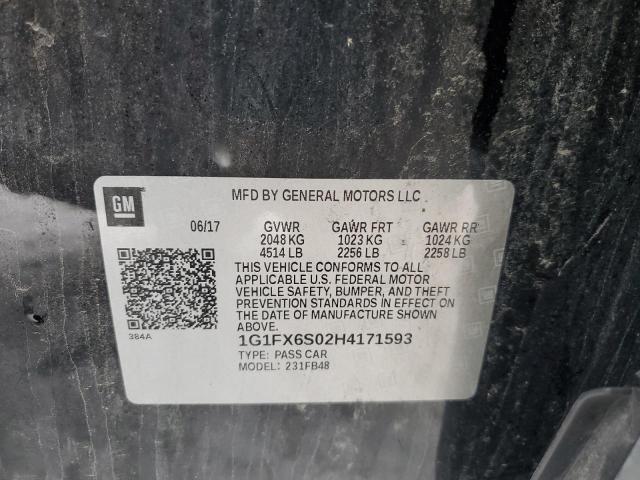 GM
MFD BY GENERAL MOTORS LLC
06/17 GVWR GAWR FRT GAWR RR
2048 KG 1023 KG 1024 KG
4514 LB 2256 LB 2258 LB
THIS VEHICLE CONFORMS TO ALL
APPLICABLE U.S. FEDERAL MOTOR
VEHICLE SAFETY, BUMPER, AND THEFT
PREVENTION STANDARDS IN EFFECT ON
THE DATE OF MANUFACTURE SHOWN
ABOVE.
384A
1G1FX6S02H4171593
TYPE: PASS CAR
MODEL: 231FB48